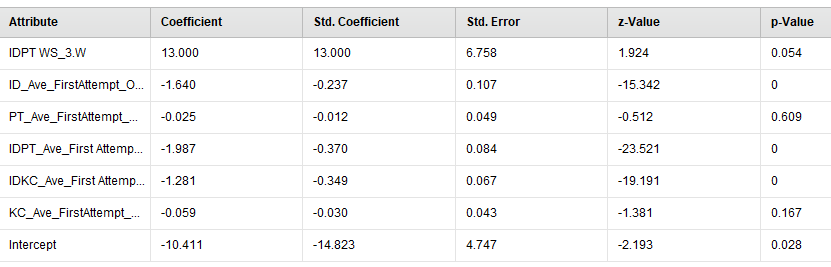 Attribute Coefficient Std. Coefficient Std. Error z-Value p-Value
IDPT WS_3.W 13.000 13.000 6.758 1.924 0.054
ID_Ave_FirstAttempt_O... -1.640 -0.237 0.107 -15.342 0
PT_Ave_FirstAttempt_... -0.025 -0.012 0.049 -0.512 0.609
IDPT_Ave_First Attemp... -1.987 -0.370 0.084 -23.521 0
IDKC_Ave_First Attemp... -1.281 -0.349 0.067 -19.191 0
KC_Ave_FirstAttempt_... -0.059 -0.030 0.043 -1.381 0.167
Intercept -10.411 -14.823 4.747 -2.193 0.028